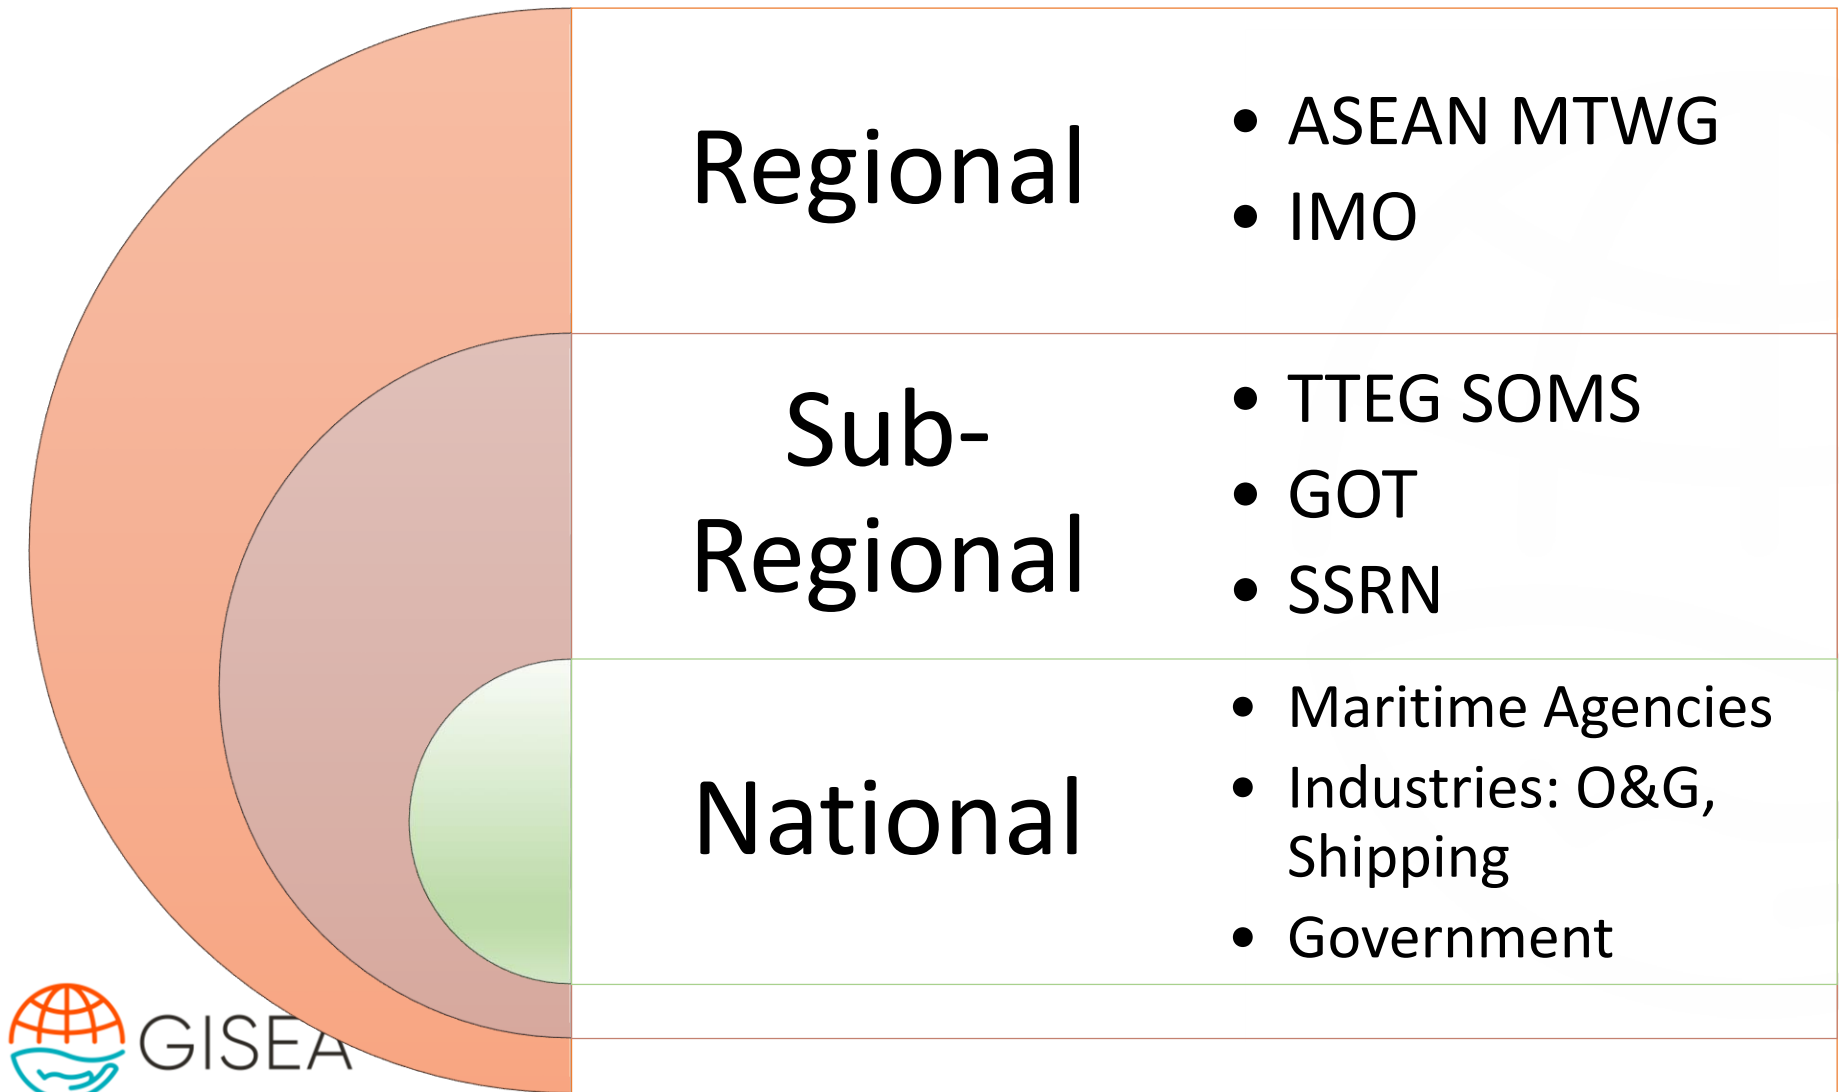 Regional
• ASEAN MTWG
• IMO
Sub-
Regional
• TTEG SOMS
• GOT
• SSRN
National
• Maritime Agencies
• Industries: O&G,
Shipping
• Government
GISEA